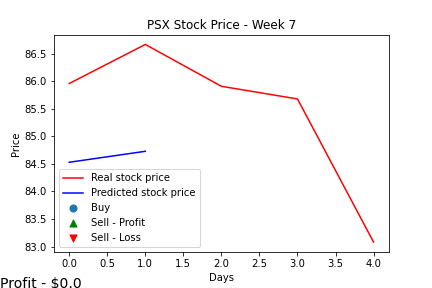 PSX Stock Price - Week 7
86.5
86.0
85.5
85.0
84.5
84.0
83.5
83.0
Price
Real stock price
Predicted stock price
Buy
Sell - Profit
Sell - Loss
0.0 0.5 1.0 1.5 2.0 2.5 3.0 3.5 4.0
Days
Profit - $0.0